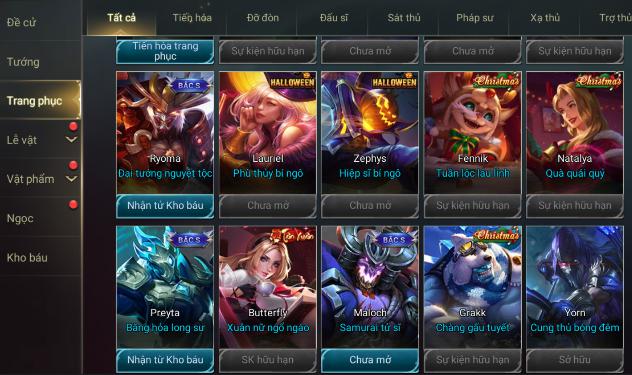 Đề cử
Tướng
Trang phục
Lễ vật
Vật phẩm
Ngọc
Kho báu
Tất cả
Tiến hóa
Đỡ đòn
Đấu sĩ
Sát thủ
Pháp sư
Xạ thủ
Trợ thủ
Tiến hóa trang
phục
Sự kiện hữu hạn
Chưa mở
Chưa mở
Sự kiện hữu hạn
BẬC S
HALLOWEEN
HALLOWEEN
Christmas
Christmas
Ryoma
Lauriel
Zephys
Fennik
Natalya
Đại tướng nguyệt tộc
Phù thủy bí ngô
Hiệp sĩ bí ngô
Tuần lộc láu lỉnh
Quà quái quỷ
Nhận từ Kho báu
Chưa mở
Chưa mở
Sự kiện hữu hạn
Sự kiện hữu hạn
BẬC S
BẬC S
Christmas
Preyta
Butterfly
Maloch
Grakk
Yorn
Băng hỏa long sư
Xuân nữ ngổ ngáo
Samurai tử sĩ
Chàng gấu tuyết
Cung thủ bóng đêm
Nhận từ Kho báu
SK hữu hạn
Chưa mở
Sự kiện hữu hạn
Sở hữu